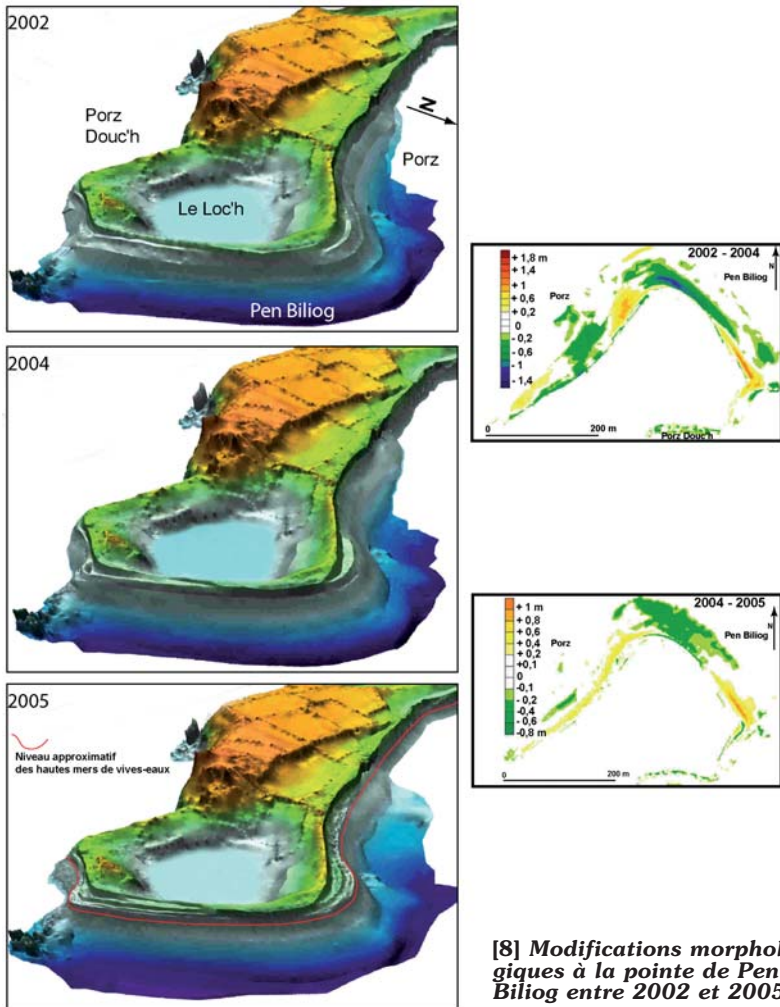 2002
Porz
Douc'h
N
Porz
Le Loc'h
Pen Biliog
2004
2005
Niveau approximatif
des hautes mers de vives-eaux
2002 - 2004
+ 1,8 m
+ 1,4
+ 1
+ 0,6
+ 0,2
0
- 0,2
- 0,6
- 1
- 1,4
Porz
Pen Biliog
N
0
200 m
Porz Douc'h
2004 - 2005
+ 1 m
+ 0,8
+ 0,6
+ 0,4
+ 0,2
+0,1
0
-0,1
-0,2
-0,4
- 0,6
-0,8 m
Porz
Pen Biliog
N
0
200 m
[8] Modifications morphol
giques à la pointe de Pen
Biliog entre 2002 et 2005